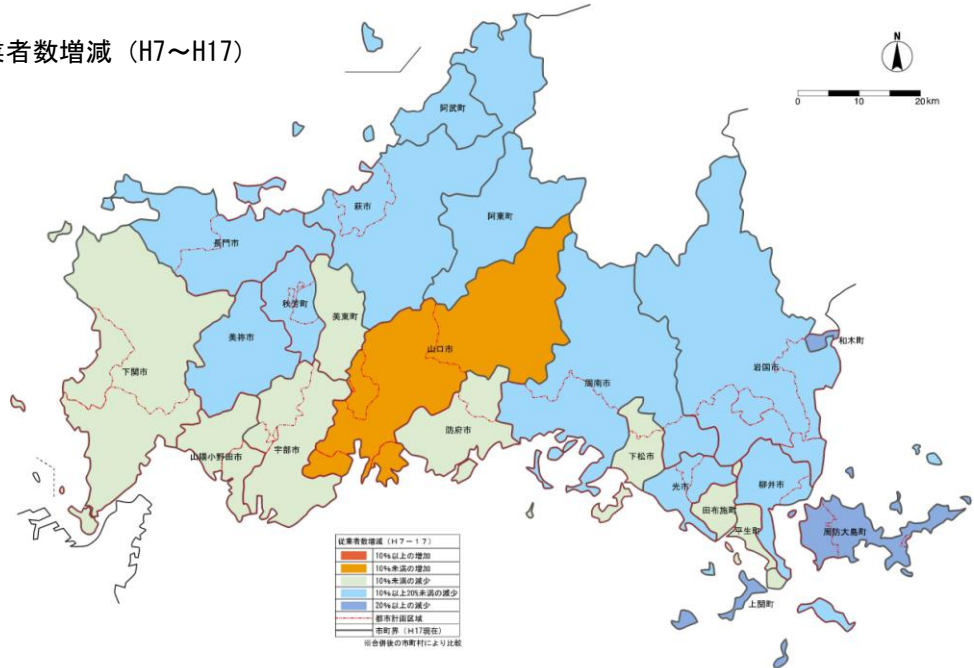 業者数増減（H7～H17）
N
0 10 20km
阿武町
萩市
阿東町
長門市
秋芳町
美東町
美祢市
山口市
和木町
岩国市
下関市
周南市
防府市
下松市
山陽小野田市
宇部市
光市
柳井市
田布施町
平生町
周防大島町
上関町
従業者数増減（H7－17）
10%以上の増加
10%未満の増加
10%未満の減少
10%以上20%未満の減少
20%以上の減少
都市計画区域
市町界（H17現在）
※合併後の市町村により比較